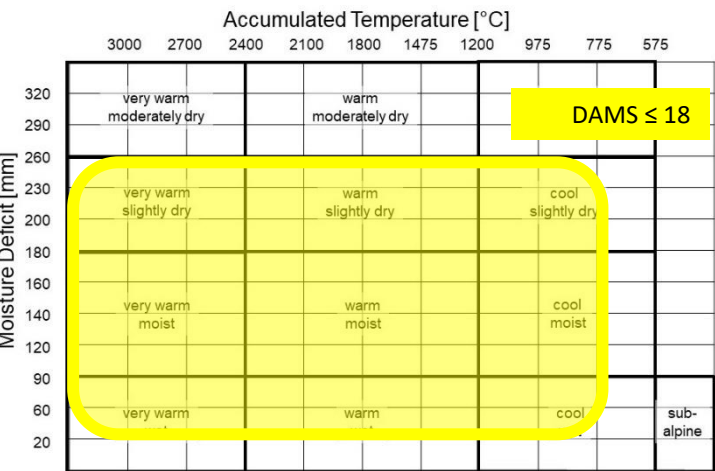 Accumulated Temperature [°C]
3000 2700 2400 2100 1800 1475 1200 975 775 575
Moisture Deficit [mm]
320
290
260
230
200
180
160
140
120
90
60
20
very warm
moderately dry
warm
moderately dry
DAMS ≤ 18
very warm
slightly dry
warm
slightly dry
cool
slightly dry
very warm
moist
warm
moist
cool
moist
very warm
warm
cool
sub-
alpine